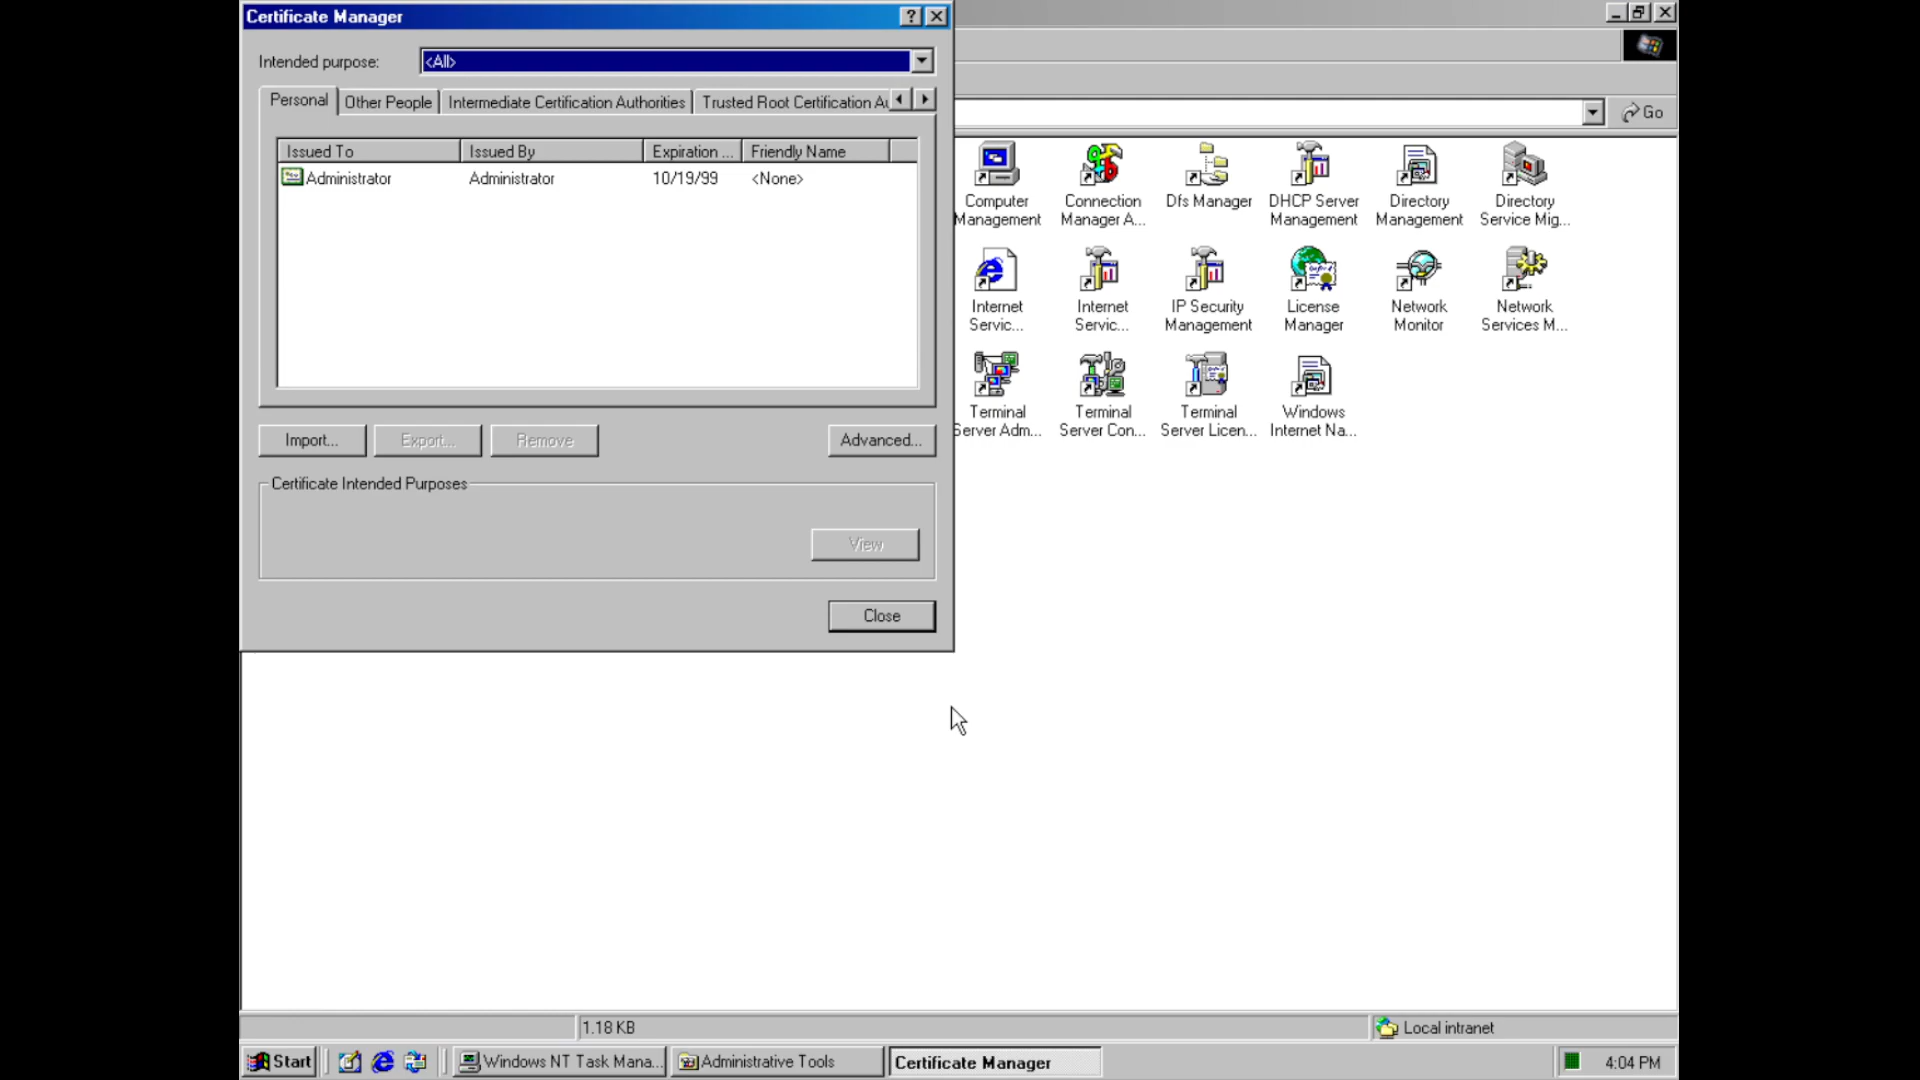 Certificate Manager
Intended purpose:
<All>
Personal
Other People
Intermediate Certification Authorities
Trusted Root Certification Au
Issued To
Issued By
Expiration ...
Friendly Name
Administrator
Administrator
10/19/99
<None>
Import...
Export...
Remove
Advanced...
Certificate Intended Purposes
View
Close
Go
Computer
Management
Connection
Manager A...
Dfs Manager
DHCP Server
Management
Directory
Management
Directory
Service Mig...
Internet
Servic...
Internet
Servic...
IP Security
Management
License
Manager
Network
Monitor
Network
Services M...
Terminal
Server Adm...
Terminal
Server Con...
Terminal
Server Licen...
Windows
Internet Na...
1.18 KB
Local intranet
Start
Windows NT Task Mana...
Administrative Tools
Certificate Manager
4:04 PM